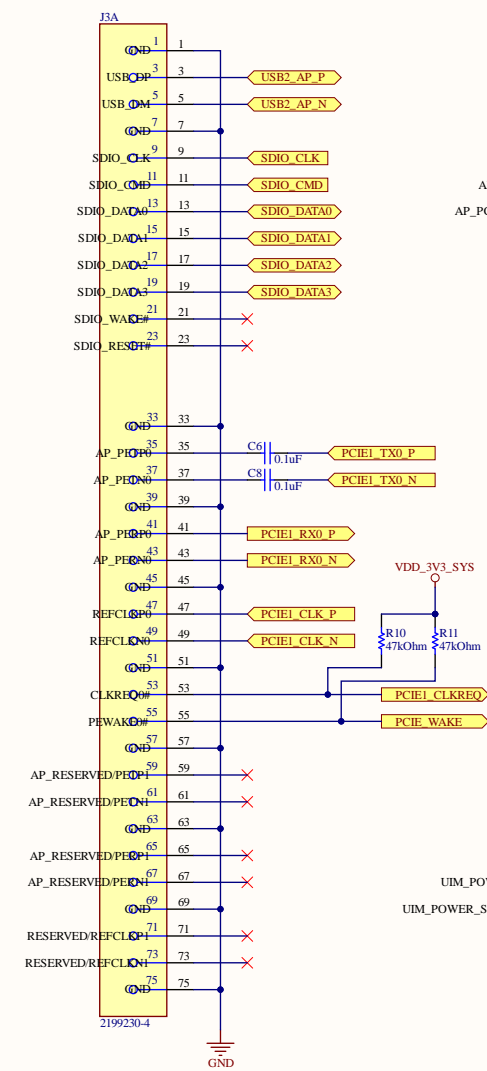 J3A
GND 1 1
USB_DP 3 3 USB2_AP_P
USB_DM 5 5 USB2_AP_N
GND 7 7
SDIO_CLK 9 9 SDIO_CLK
SDIO_CMD 11 11 SDIO_CMD
A
SDIO_DATA0 13 13 SDIO_DATA0 AP_PO
SDIO_DATA1 15 15 SDIO_DATA1
SDIO_DATA2 17 17 SDIO_DATA2
SDIO_DATA3 19 19 SDIO_DATA3
SDIO_WAKE# 21 21
SDIO_RESET# 23 23
GND 33 33
AP_PETP0 35 35 C6 0.1uF PCIE1_TX0_P
AP_PETN0 37 37 C8 0.1uF PCIE1_TX0_N
GND 39 39
AP_PERP0 41 41 PCIE1_RX0_P
AP_PERN0 43 43 PCIE1_RX0_N
VDD_3V3_SYS
GND 45 45
REFCLKP0 47 47 PCIE1_CLK_P
R10 R11
REFCLKN0 49 49 PCIE1_CLK_N 47kOhm 47kOhm
GND 51 51
CLKREQ0# 53 53 PCIE1_CLKREQ
PEWAKE0# 55 55 PCIE_WAKE
GND 57 57
AP_RESERVED/PETP1 59 59
AP_RESERVED/PETN1 61 61
GND 63 63
AP_RESERVED/PERP1 65 65
AP_RESERVED/PERN1 67 67 UIM_PO
GND 69 69 UIM_POWER_S
RESERVED/REFCLKP1 71 71
RESERVED/REFCLKN1 73 73
GND 75 75
2199230-4
GND